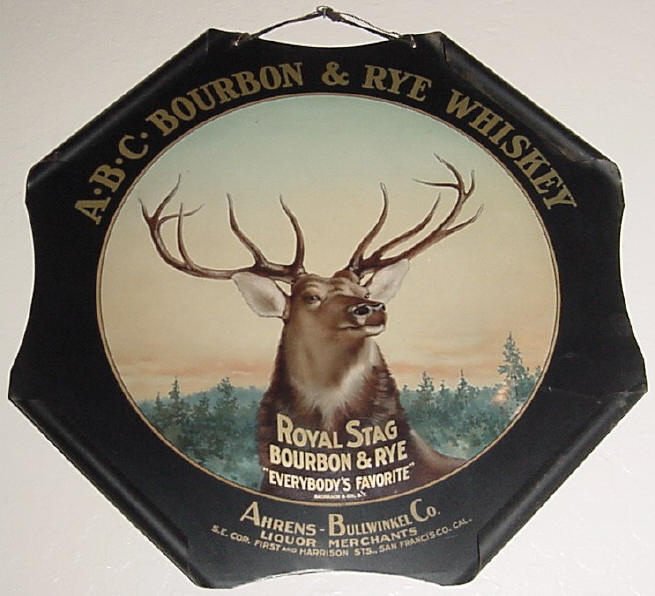 A·B·C· BOURBON & RYE WHISKEY
ROYAL STAG
BOURBON & RYE
"EVERYBODY'S FAVORITE"
AHRENS - BULLWINKEL CO.
LIQUOR MERCHANTS
S.E. COR. FIRST AND HARRISON STS., SAN FRANCISCO, CAL.